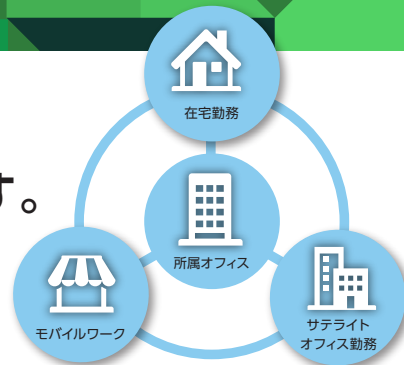 在宅勤務
す。
所属オフィス
モバイルワーク
サテライト
オフィス勤務